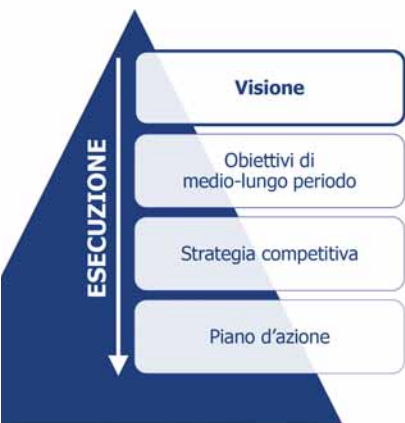 Visione
Obiettivi di
medio-lungo periodo
Strategia competitiva
Piano d'azione
ESECUZIONE